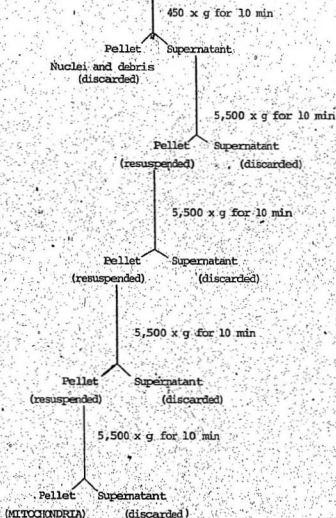 450 x g for 10 min
Pellet Supernatant
Nuclei and debris
(discarded)
5,500 x g for 10 min
Pellet Supernatant
(resuspended) (discarded)
5,500 x g for 10 min
Pellet Supernatant
(resuspended) (discarded)
5,500 x g for 10 min
Pellet Supernatant
(resuspended) (discarded)
5,500 x g for 10 min
Pellet Supernatant
(MITOCHONDRIA) (discarded)